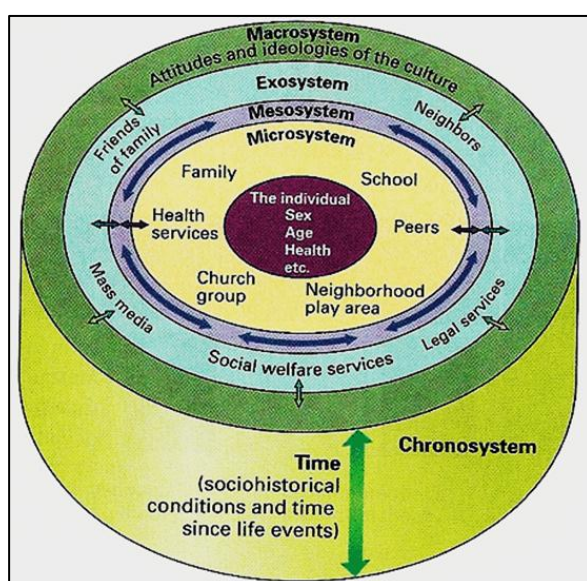 Macrosystem
Attitudes and ideologies of the culture
Exosystem
Mesosystem
Microsystem
Friends
of family
Neighbors
Family
School
The individual
Sex
Age
Health
etc.
Health
services
Peers
Church
group
Neighborhood
play area
Mass media
Legal services
Social welfare services
Chronosystem
Time
(sociohistorical
conditions and time
since life events)